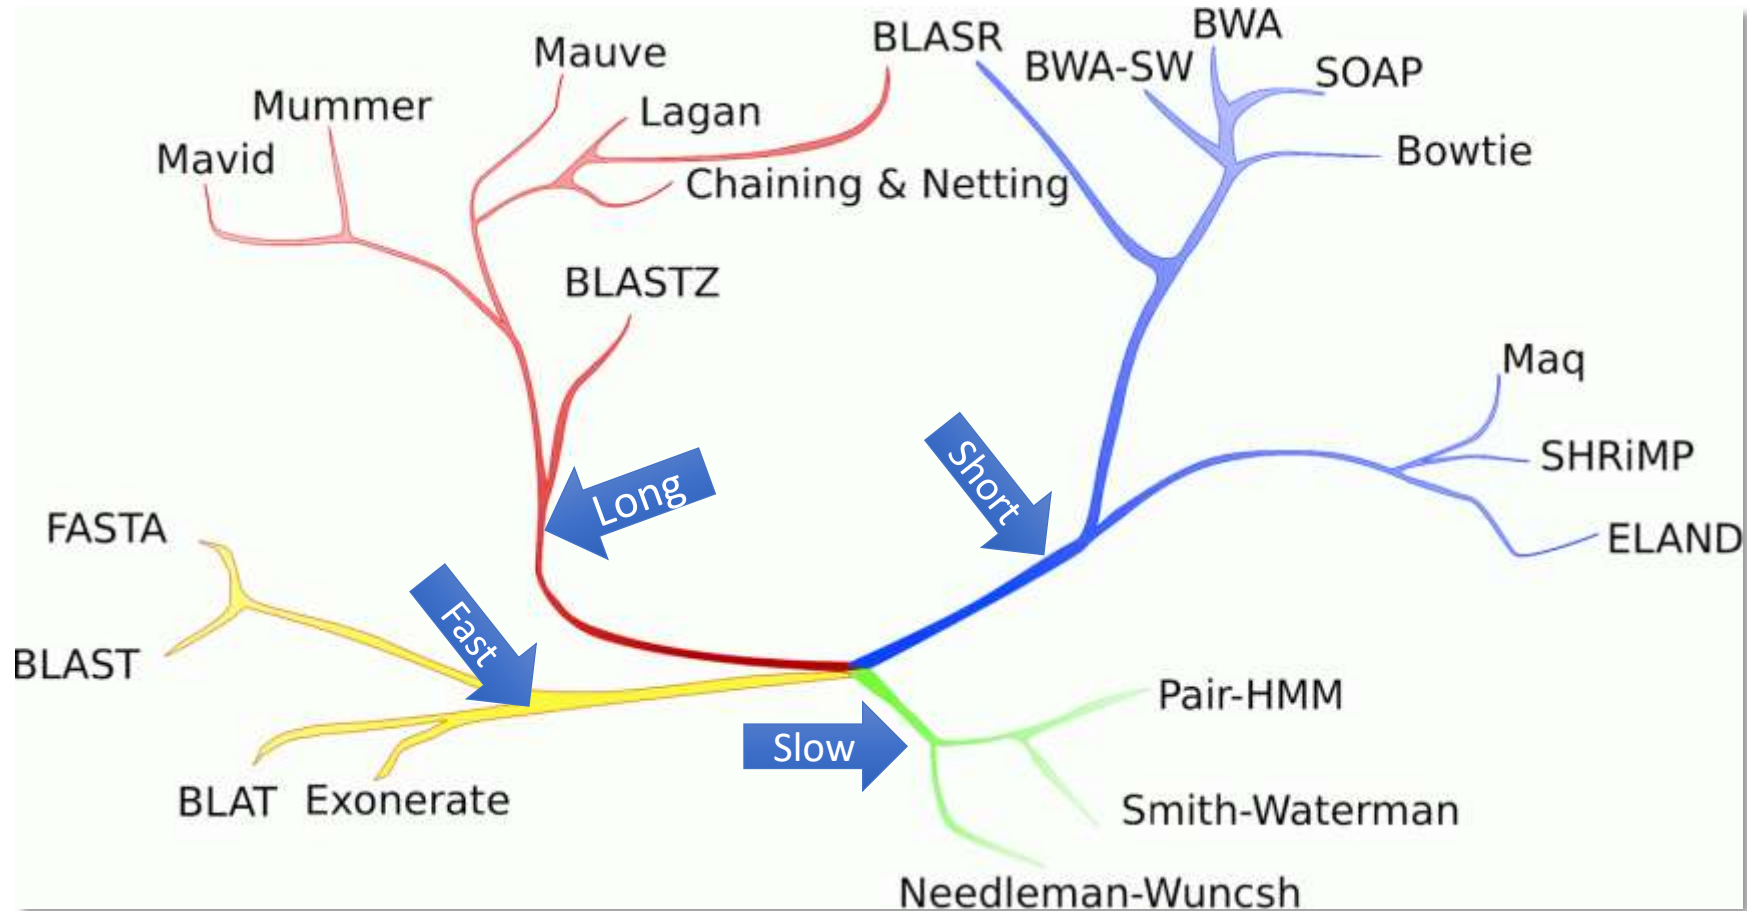 BWA
BLASR
Mauve
BWA-SW
SOAP
Mummer
Lagan
Bowtie
Mavid
Chaining & Netting
BLASTZ
Maq
SHRiMP
Short
Long
FASTA
ELAND
Fast
BLAST
Pair-HMM
Slow
BLAT
Exonerate
Smith-Waterman
Needleman-Wuncsh